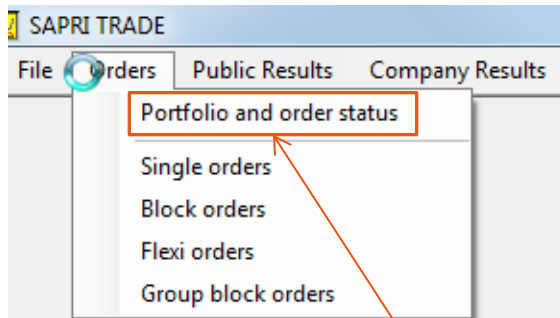 SAPRI TRADE
File Orders Public Results Company Results
Portfolio and order status
Single orders
Block orders
Flexi orders
Group block orders